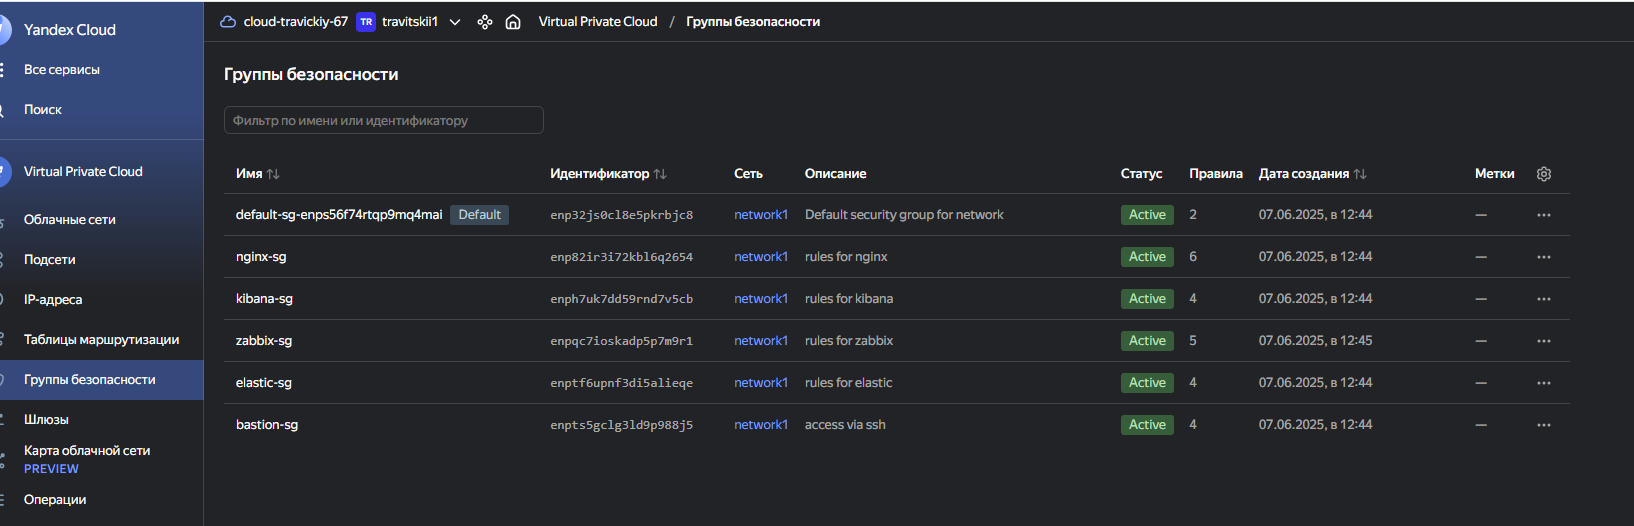 Yandex Cloud
Все сервисы
Поиск
Virtual Private Cloud
Облачные сети
Подсети
IP-адреса
Таблицы маршрутизации
Группы безопасности
Шлюзы
Карта облачной сети
PREVIEW
Операции
cloud-travickiy-67 TR travitskii1 Virtual Private Cloud / Группы безопасности
Группы безопасности
Фильтр по имени или идентификатору
Имя Идентификатор Сеть Описание Статус Правила Дата создания Метки
default-sg-enps56f74rtqp9mq4mai Default enp32js0cl8e5pkrbjc8 network1 Default security group for network Active 2 07.06.2025, в 12:44 —
nginx-sg enp82ir3i72kbl6q2654 network1 rules for nginx Active 6 07.06.2025, в 12:44 —
kibana-sg enph7uk7dd59rnd7v5cb network1 rules for kibana Active 4 07.06.2025, в 12:44 —
zabbix-sg enpqc7ioskadp5p7m9r1 network1 rules for zabbix Active 5 07.06.2025, в 12:45 —
elastic-sg enptf6upnf3di5alieqe network1 rules for elastic Active 4 07.06.2025, в 12:44 —
bastion-sg enpts5gclg3ld9p988j5 network1 access via ssh Active 4 07.06.2025, в 12:44 —